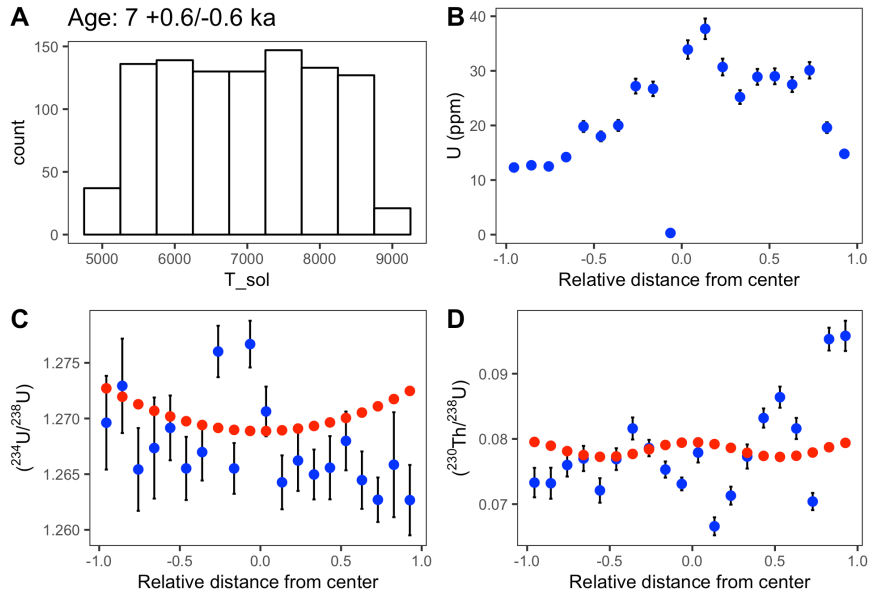 A Age: 7 +0.6/-0.6 ka
150
100
50
0
count
5000 6000 7000 8000 9000
T_sol
B
40
30
20
10
0
U (ppm)
-1.0 -0.5 0.0 0.5 1.0
Relative distance from center
C
1.275
1.270
1.265
1.260
(²³⁴U/²³⁸U)
-1.0 -0.5 0.0 0.5 1.0
Relative distance from center
D
0.09
0.08
0.07
(²³⁰Th/²³⁸U)
-1.0 -0.5 0.0 0.5 1.0
Relative distance from center